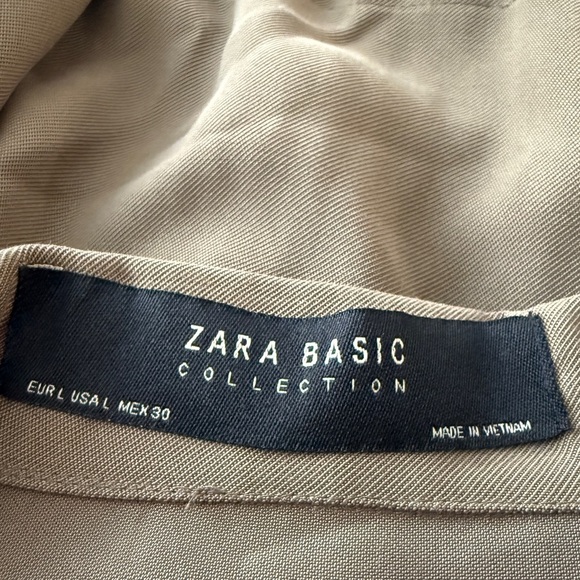 ZARA BASIC
COLLECTION
EUR L USA L MEX 30
MADE IN VIETNAM